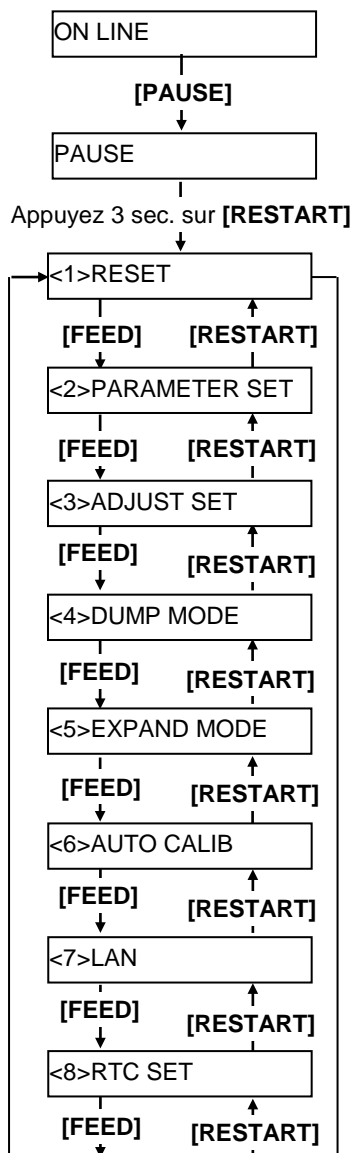 ON LINE
[PAUSE]
PAUSE
Appuyez 3 sec. sur [RESTART]
<1>RESET
[FEED] [RESTART]
<2>PARAMETER SET
[FEED] [RESTART]
<3>ADJUST SET
[FEED] [RESTART]
<4>DUMP MODE
[FEED] [RESTART]
<5>EXPAND MODE
[FEED] [RESTART]
<6>AUTO CALIB
[FEED] [RESTART]
<7>LAN
[FEED] [RESTART]
<8>RTC SET
[FEED] [RESTART]